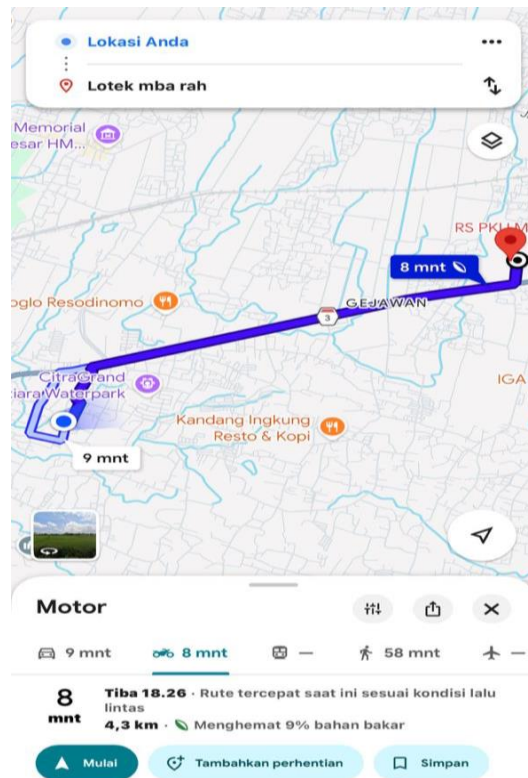 Lokasi Anda
Lotek mba rah
Memorial
esar HM...
RS PKU M
8 mnt
GEJAWAN
3
oglo Resodinomo
CitraGrand
tiara Waterpark
IGA
Kandang Ingkung
Resto & Kopi
9 mnt
Motor
9 mnt
8 mnt
—
58 mnt
—
8
mnt
Tiba 18.26 · Rute tercepat saat ini sesuai kondisi lalu
lintas
4,3 km · Menghemat 9% bahan bakar
Mulai
Tambahkan perhentian
Simpan